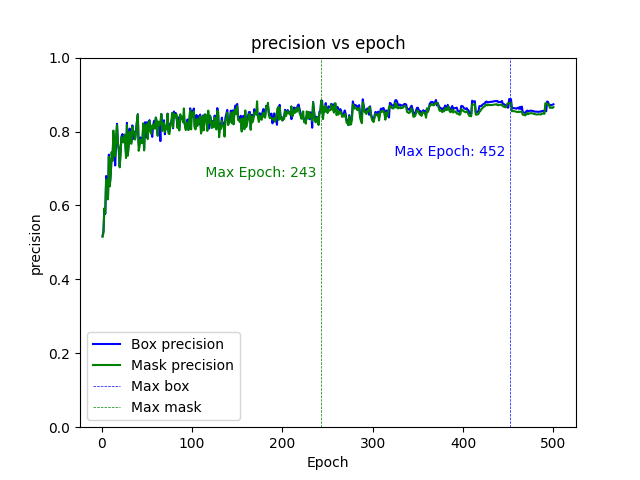 precision vs epoch
1.0
0.8
0.6
0.4
0.2
0.0
precision
Max Epoch: 452
Max Epoch: 243
Box precision
Mask precision
Max box
Max mask
0 100 200 300 400 500
Epoch